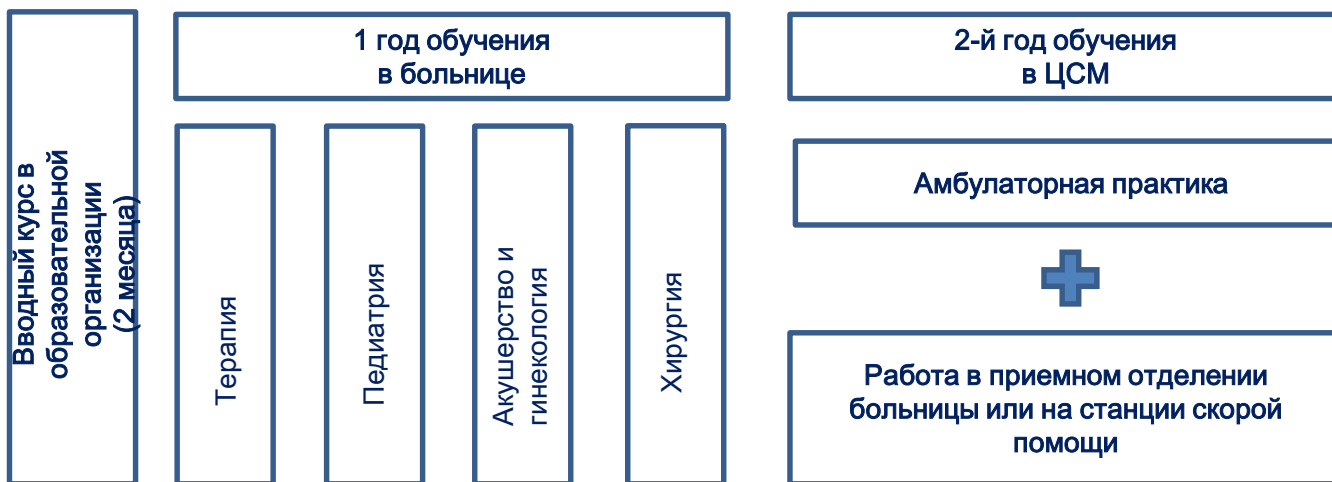 Вводный курс в
образовательной
организации
(2 месяца)
1 год обучения
в больнице
Терапия
Педиатрия
Акушерство и
гинекология
Хирургия
2-й год обучения
в ЦСМ
Амбулаторная практика
Работа в приемном отделении
больницы или на станции скорой
помощи